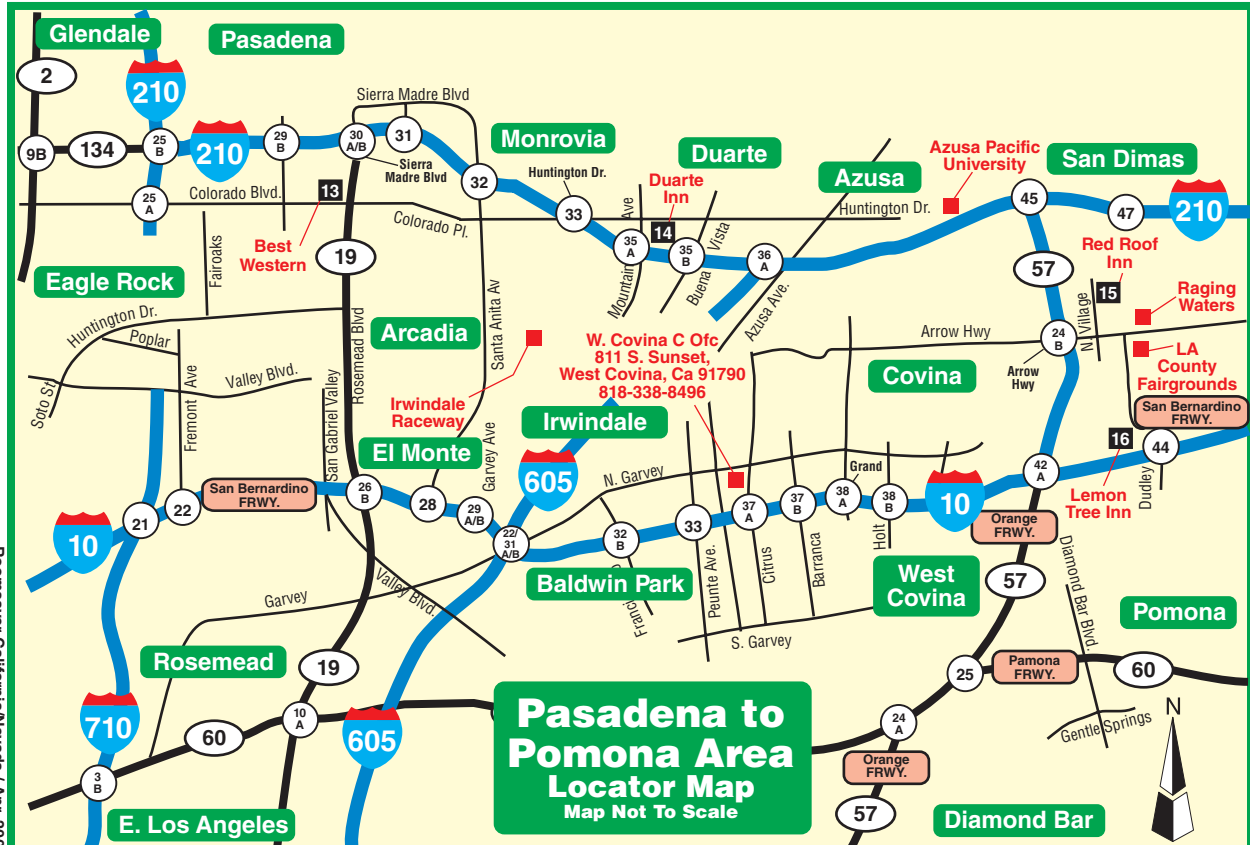 Glendale
Pasadena
2
210
Sierra Madre Blvd
9B
134
25
B
210
29
B
30
A/B
31
Sierra
Madre Blvd
32
Monrovia
Duarte
Azusa
Azusa Pacific
University
San Dimas
Huntington Dr.
Duarte
Inn
25
A
Colorado Blvd.
13
Colorado Pl.
33
Mountain Ave
14
35
A
35
B
Buena Vista
36
A
Huntington Dr.
45
47
210
Best
Western
Fairoaks
19
Santa Anita Av
Azusa Ave.
57
Red Roof
Inn
15
N. Village
Raging
Waters
Eagle Rock
Huntington Dr.
Poplar
Arcadia
Rosemead Blvd
W. Covina C Ofc
811 S. Sunset,
West Covina, Ca 91790
818-338-8496
Arrow Hwy
24
B
Arrow
Hwy
LA
County
Fairgrounds
Soto St.
Valley Blvd.
Fremont Ave
San Gabriel Valley
Irwindale
Raceway
Covina
San Bernardino
FRWY.
Irwindale
El Monte
Garvey Ave
16
44
Dudley
Lemon
Tree Inn
San Bernardino
FRWY.
26
B
28
29
A/B
605
N. Garvey
Grand
10
21
22
22/
31
A/B
32
B
33
37
A
37
B
38
A
38
B
10
42
A
Orange
FRWY.
Holt
Peunte Ave.
Citrus
Barranca
Baldwin Park
West
Covina
57
Diamond Bar Blvd.
Pomona
Garvey
Valley Blvd.
S. Garvey
Rosemead
19
25
Pamona
FRWY.
60
710
60
10
A
605
24
A
Gentle Springs
N
3
B
Orange
FRWY.
57
E. Los Angeles
Diamond Bar
Pasadena to
Pomona Area
Locator Map
Map Not To Scale